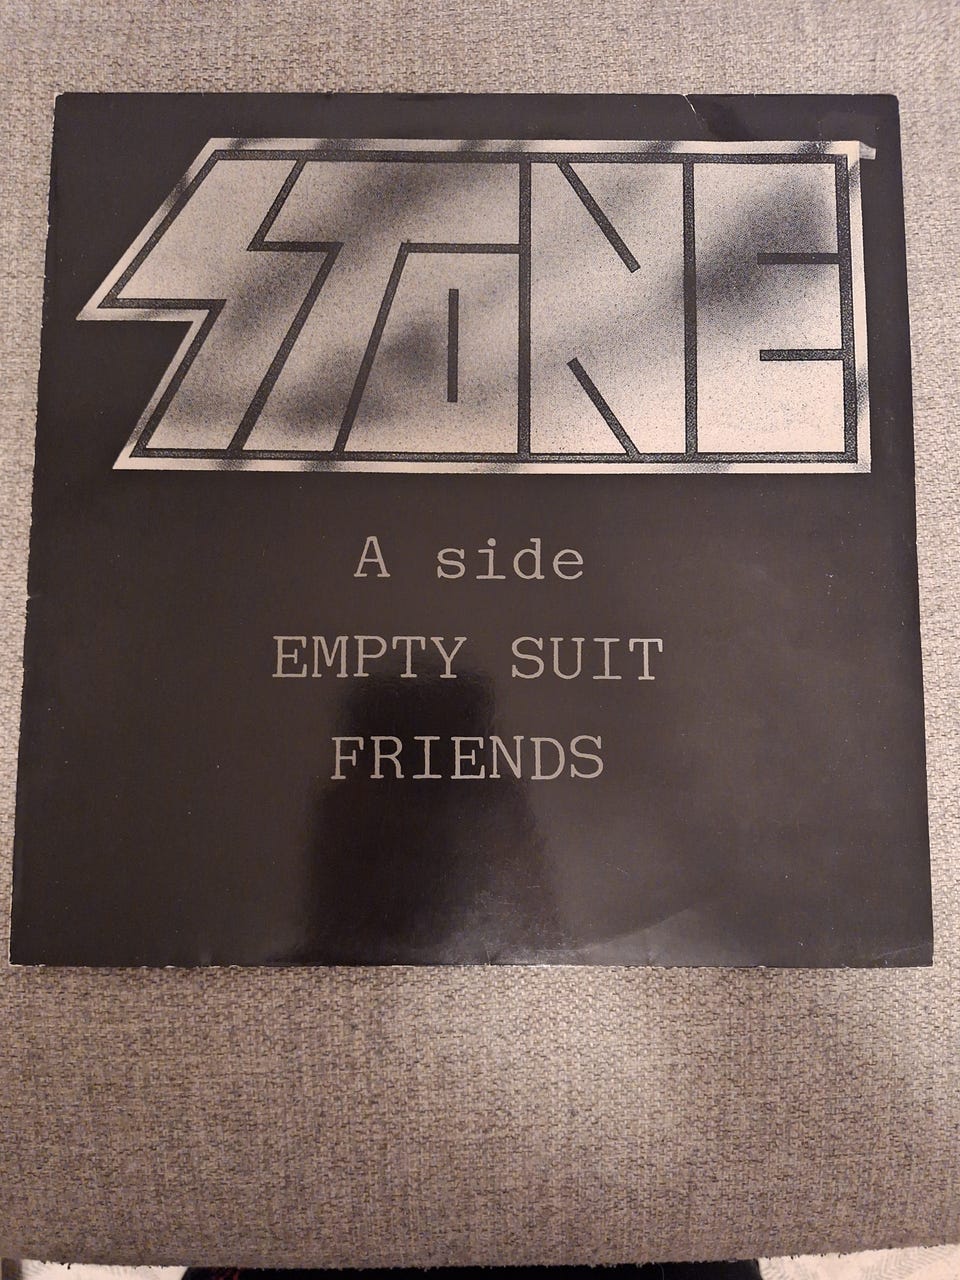 STONE
A side
EMPTY SUIT
FRIENDS